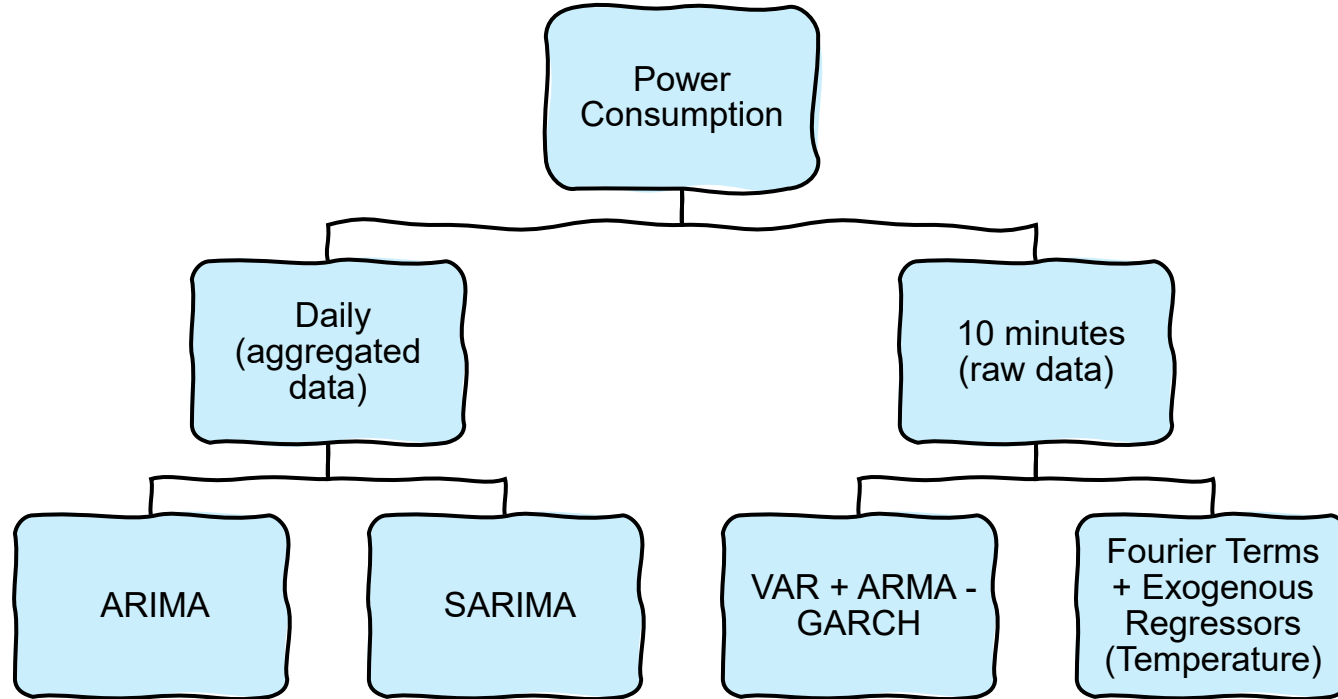 Power
Consumption
Daily
(aggregated
data)
10 minutes
(raw data)
ARIMA
SARIMA
VAR + ARMA -
GARCH
Fourier Terms
+ Exogenous
Regressors
(Temperature)